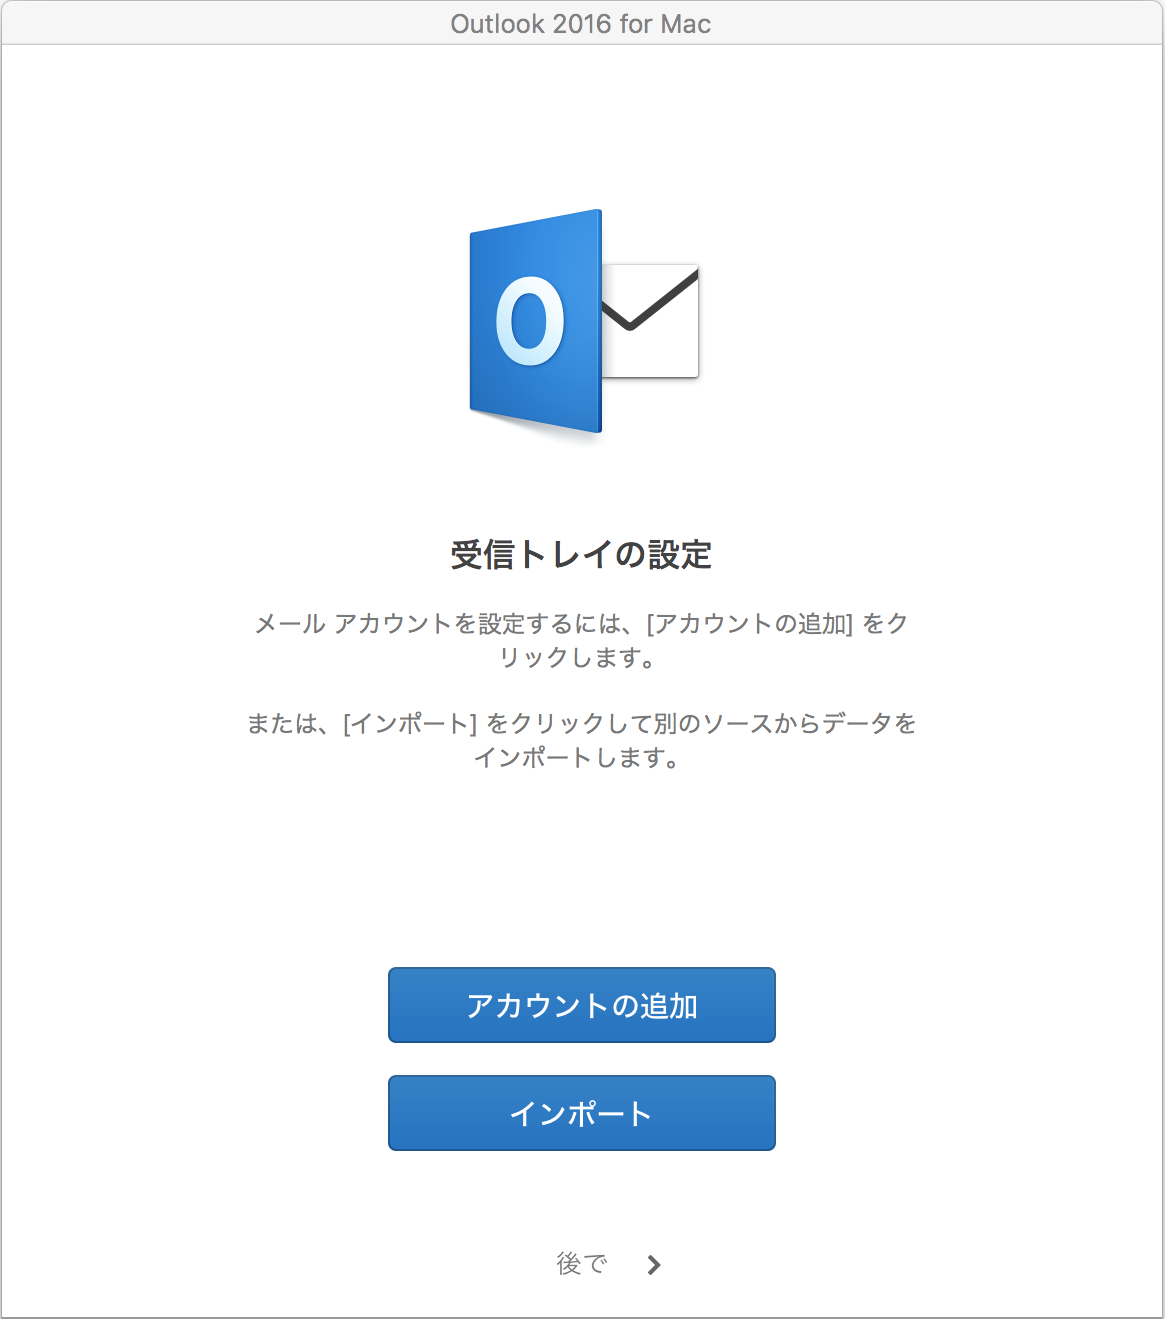 Outlook 2016 for Mac
O
受信トレイの設定
メール アカウントを設定するには、[アカウントの追加] をク
リックします。
または、[インポート] をクリックして別のソースからデータを
インポートします。
アカウントの追加
インポート
後で